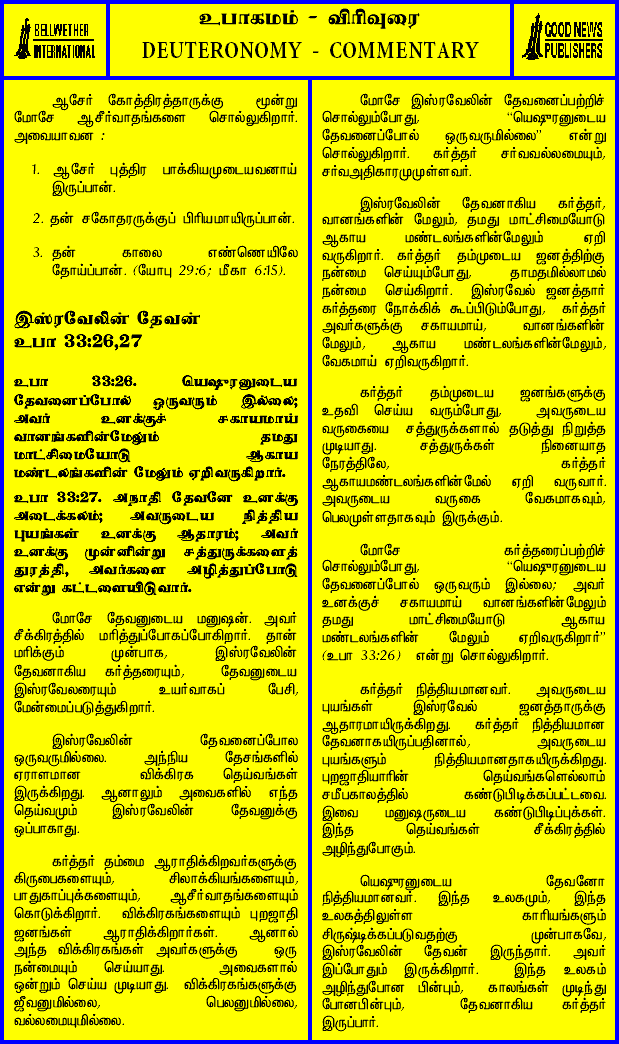 BELLWETHER
INTERNATIONAL
உபாகமம் - விரிவுரை
DEUTERONOMY - COMMENTARY
GOOD NEWS
PUBLISHERS
ஆசேர் கோத்திரத்தாருக்கு மூன்று
மோசே ஆசீர்வாதங்களை சொல்லுகிறார்.
அவையாவன :
1. ஆசேர் புத்திர பாக்கியமுடையவனாய்
இருப்பான்.
2. தன் சகோதரருக்குப் பிரியமாயிருப்பான்.
3. தன் காலை எண்ணெயிலே
தோய்ப்பான். (யோபு 29:6; மீகா 6:15).
இஸ்ரவேலின் தேவன்
உபா 33:26,27
உபா 33:26. யெஷுரனுடைய
தேவனைப்போல் ஒருவரும் இல்லை;
அவர் உனக்குச் சகாயமாய்
வானங்களின்மேலும் தமது
மாட்சிமையோடு ஆகாய
மண்டலங்களின் மேலும் ஏறிவருகிறார்.
உபா 33:27. அநாதி தேவனே உனக்கு
அடைக்கலம்; அவருடைய நித்திய
புயங்கள் உனக்கு ஆதாரம்; அவர்
உனக்கு முன்னின்று சத்துருக்களைத்
துரத்தி, அவர்களை அழித்துப்போடு
என்று கட்டளையிடுவார்.
மோசே தேவனுடைய மனுஷன். அவர்
சீக்கிரத்தில் மரித்துப்போகப்போகிறார். தான்
மரிக்கும் முன்பாக, இஸ்ரவேலின்
தேவனாகிய கர்த்தரையும், தேவனுடைய
இஸ்ரவேலரையும் உயர்வாகப் பேசி,
மேன்மைப்படுத்துகிறார்.
இஸ்ரவேலின் தேவனைப்போல
ஒருவருமில்லை. அந்நிய தேசங்களில்
ஏராளமான விக்கிரக தெய்வங்கள்
இருக்கிறது. ஆனாலும் அவைகளில் எந்த
தெய்வமும் இஸ்ரவேலின் தேவனுக்கு
ஒப்பாகாது.
கர்த்தர் தம்மை ஆராதிக்கிறவர்களுக்கு
கிருபைகளையும், சிலாக்கியங்களையும்,
பாதுகாப்புக்களையும், ஆசீர்வாதங்களையும்
கொடுக்கிறார். விக்கிரகங்களையும் புறஜாதி
ஜனங்கள் ஆராதிக்கிறார்கள். ஆனால்
அந்த விக்கிரகங்கள் அவர்களுக்கு ஒரு
நன்மையும் செய்யாது. அவைகளால்
ஒன்றும் செய்ய முடியாது. விக்கிரகங்களுக்கு
ஜீவனுமில்லை, பெலனுமில்லை,
வல்லமையுமில்லை.
மோசே இஸ்ரவேலின் தேவனைப்பற்றிச்
சொல்லும்போது, “யெஷுரனுடைய
தேவனைப்போல் ஒருவருமில்லை” என்று
சொல்லுகிறார். கர்த்தர் சர்வவல்லமையும்,
சர்வஅதிகாரமுமுள்ளவர்.
இஸ்ரவேலின் தேவனாகிய கர்த்தர்,
வானங்களின் மேலும், தமது மாட்சிமையோடு
ஆகாய மண்டலங்களின்மேலும் ஏறி
வருகிறார். கர்த்தர் தம்முடைய ஜனத்திற்கு
நன்மை செய்யும்போது, தாமதமில்லாமல்
நன்மை செய்கிறார். இஸ்ரவேல் ஜனத்தார்
கர்த்தரை நோக்கிக் கூப்பிடும்போது, கர்த்தர்
அவர்களுக்கு சகாயமாய், வானங்களின்
மேலும், ஆகாய மண்டலங்களின்மேலும்,
வேகமாய் ஏறிவருகிறார்.
கர்த்தர் தம்முடைய ஜனங்களுக்கு
உதவி செய்ய வரும்போது, அவருடைய
வருகையை சத்துருக்களால் தடுத்து நிறுத்த
முடியாது. சத்துருக்கள் நினையாத
நேரத்திலே, கர்த்தர்
ஆகாயமண்டலங்களின்மேல் ஏறி வருவார்.
அவருடைய வருகை வேகமாகவும்,
பெலமுள்ளதாகவும் இருக்கும்.
மோசே கர்த்தரைப்பற்றிச்
சொல்லும்போது, “யெஷுரனுடைய
தேவனைப்போல் ஒருவரும் இல்லை; அவர்
உனக்குச் சகாயமாய் வானங்களின்மேலும்
தமது மாட்சிமையோடு ஆகாய
மண்டலங்களின் மேலும் ஏறிவருகிறார்”
(உபா 33:26) என்று சொல்லுகிறார்.
கர்த்தர் நித்தியமானவர். அவருடைய
புயங்கள் இஸ்ரவேல் ஜனத்தாருக்கு
ஆதாரமாயிருக்கிறது. கர்த்தர் நித்தியமான
தேவனாகயிருப்பதினால், அவருடைய
புயங்களும் நித்தியமானதாகயிருக்கிறது.
புறஜாதியாரின் தெய்வங்களெல்லாம்
சமீபகாலத்தில் கண்டுபிடிக்கப்பட்டவை.
இவை மனுஷருடைய கண்டுபிடிப்புக்கள்.
இந்த தெய்வங்கள் சீக்கிரத்தில்
அழிந்துபோகும்.
யெஷுரனுடைய தேவனோ
நித்தியமானவர். இந்த உலகமும், இந்த
உலகத்திலுள்ள காரியங்களும்
சிருஷ்டிக்கப்படுவதற்கு முன்பாகவே,
இஸ்ரவேலின் தேவன் இருந்தார். அவர்
இப்போதும் இருக்கிறார். இந்த உலகம்
அழிந்துபோன பின்பும், காலங்கள் முடிந்து
போனபின்பும், தேவனாகிய கர்த்தர்
இருப்பார்.